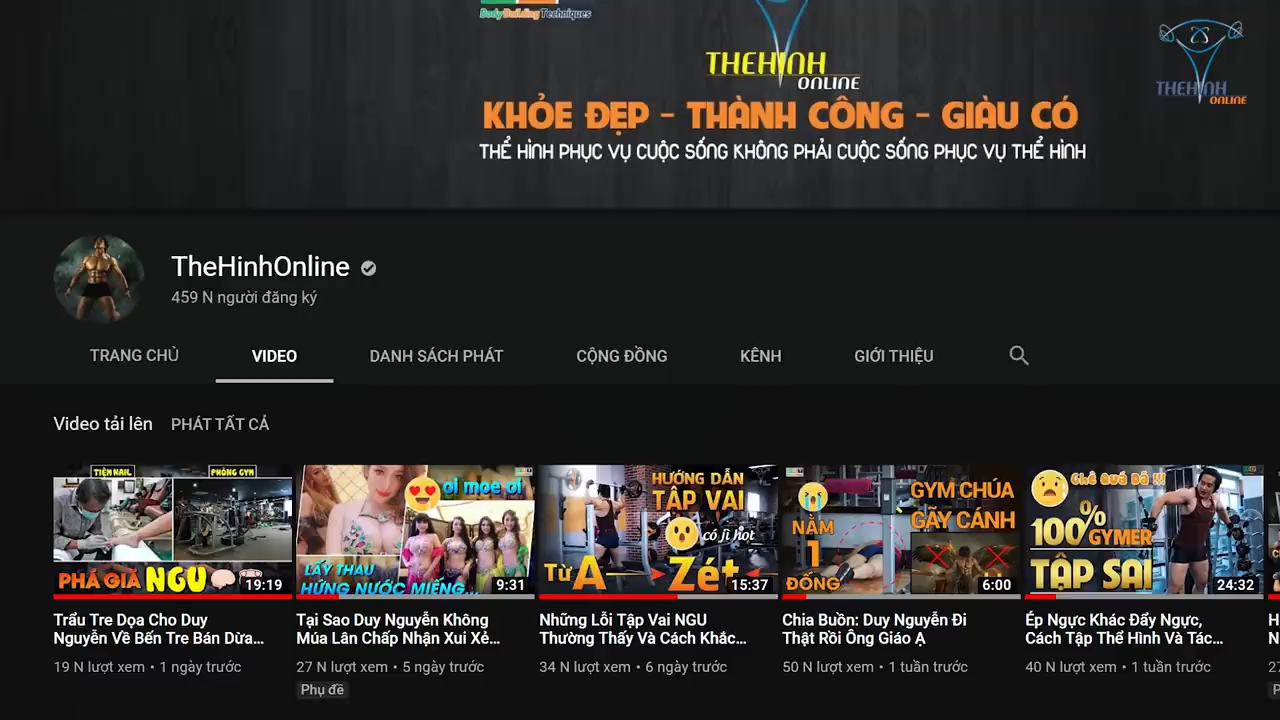 BodyBuilding Techniques
THEHINH
ONLINE
THEHINH
ONLINE
KHỎE ĐẸP - THÀNH CÔNG - GIÀU CÓ
THỂ HÌNH PHỤC VỤ CUỘC SỐNG KHÔNG PHẢI CUỘC SỐNG PHỤC VỤ THỂ HÌNH
TheHinhOnline
459 N người đăng ký
TRANG CHỦ VIDEO DANH SÁCH PHÁT CỘNG ĐỒNG KÊNH GIỚI THIỆU
Video tải lên PHÁT TẤT CẢ
TIỆM NAIL PHÒNG GYM
PHÁ GIÁ NGU
19:19
oi moe oi
LẤY THAU
HỨNG NƯỚC MIẾNG...
9:31
HƯỚNG DẪN
TẬP VAI
có jì hot
Từ A Zét
15:37
GYM CHÚA
GÃY CÁNH
NẰM
1
ĐỐNG
6:00
Ghê Quá Dã !!!
100% GYMER
TẬP SAI
24:32
Trẩu Tre Dọa Cho Duy
Nguyễn Về Bến Tre Bán Dừa...
19 N lượt xem • 1 ngày trước
Tại Sao Duy Nguyễn Không
Múa Lân Chấp Nhận Xui Xẻ...
27 N lượt xem • 5 ngày trước
Phụ đề
Những Lỗi Tập Vai NGU
Thường Thấy Và Cách Khắc...
34 N lượt xem • 6 ngày trước
Chia Buồn: Duy Nguyễn Đi
Thật Rồi Ông Giáo Ạ
50 N lượt xem • 1 tuần trước
Ép Ngực Khác Đẩy Ngực,
Cách Tập Thể Hình Và Tác...
40 N lượt xem • 1 tuần trước
H
N
27
P